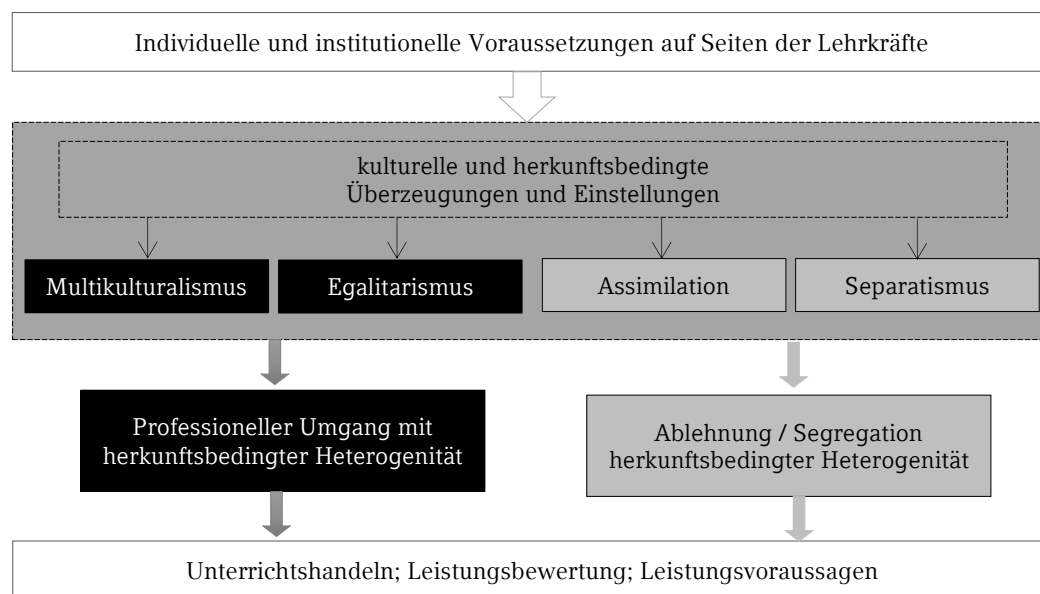 Individuelle und institutionelle Voraussetzungen auf Seiten der Lehrkräfte
kulturelle und herkunftsbedingte
Überzeugungen und Einstellungen
Multikulturalismus
Egalitarismus
Assimilation
Separatismus
Professioneller Umgang mit
herkunftsbedingter Heterogenität
Ablehnung / Segregation
herkunftsbedingter Heterogenität
Unterrichtshandeln; Leistungsbewertung; Leistungsvoraussagen